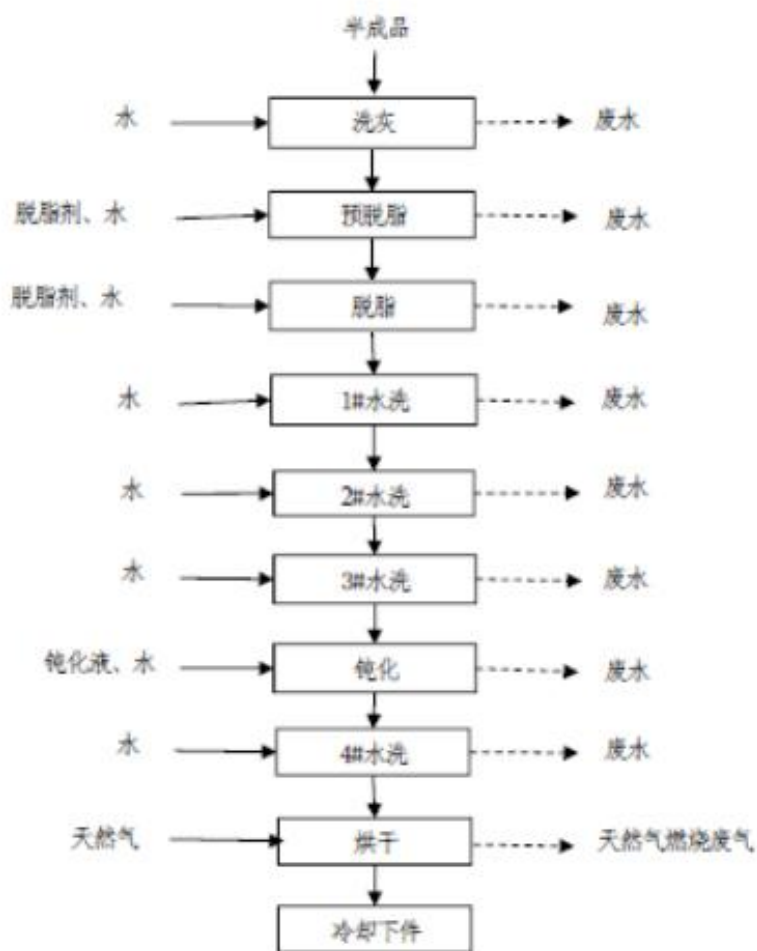 半成品
水 洗灰 废水
脱脂剂、水 预脱脂 废水
脱脂剂、水 脱脂 废水
水 1#水洗 废水
水 2#水洗 废水
水 3#水洗 废水
钝化液、水 钝化 废水
水 4#水洗 废水
天然气 烘干 天然气燃烧废气
冷却下件